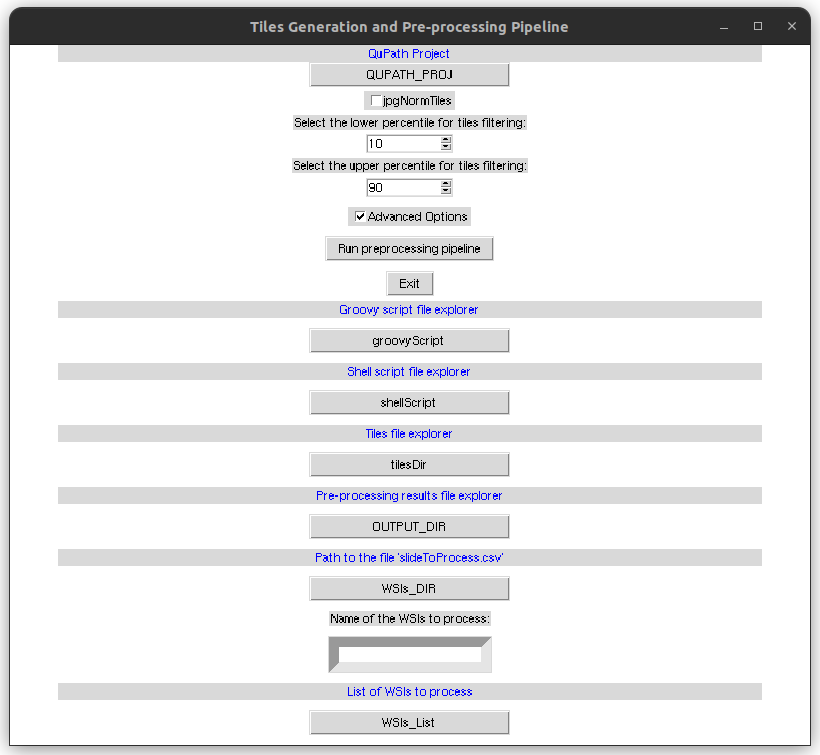 Tiles Generation and Pre-processing Pipeline
QuPath Project
QUPATH_PROJ
jpgNormTiles
Select the lower percentile for tiles filtering:
10
Select the upper percentile for tiles filtering:
90
Advanced Options
Run preprocessing pipeline
Exit
Groovy script file explorer
groovyScript
Shell script file explorer
shellScript
Tiles file explorer
tilesDir
Pre-processing results file explorer
OUTPUT_DIR
Path to the file 'slideToProcess.csv'
WSIs_DIR
Name of the WSIs to process:
List of WSIs to process
WSIs_List